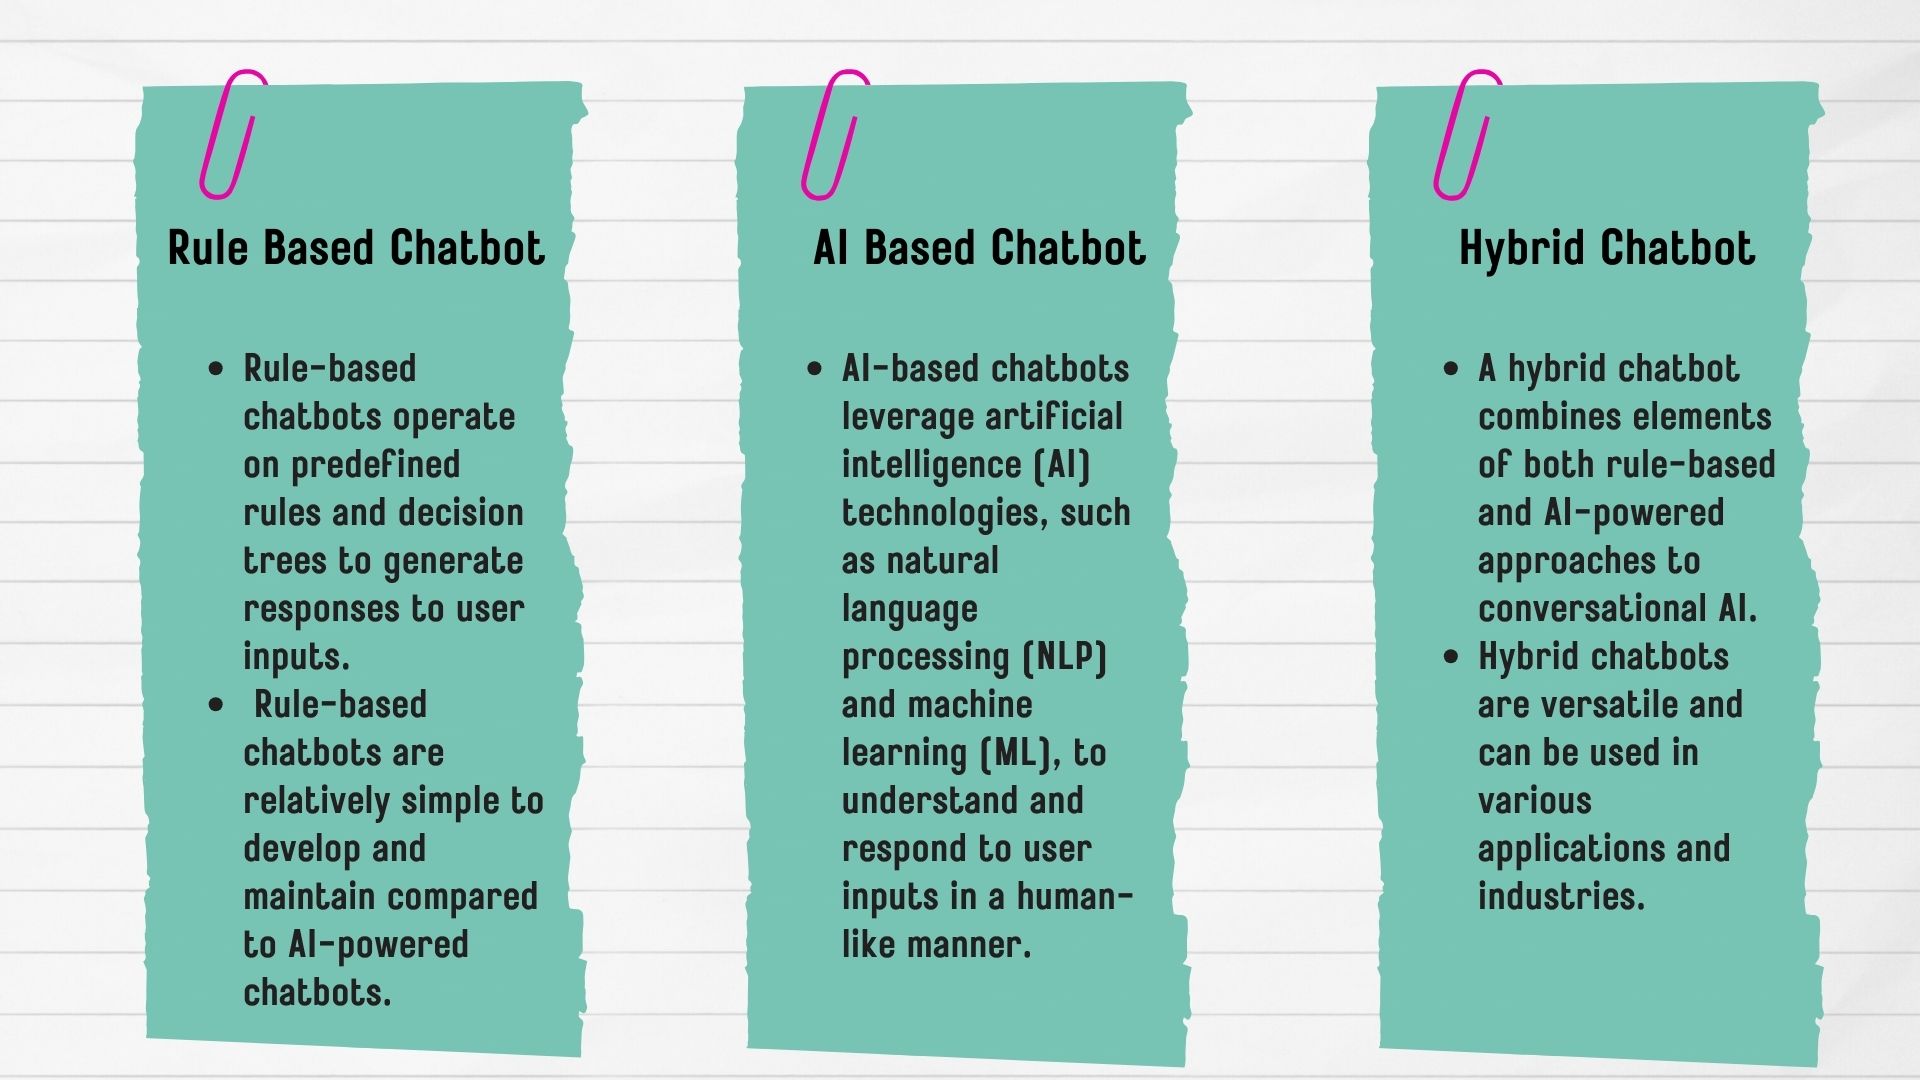 Rule Based Chatbot
• Rule-based
chatbots operate
on predefined
rules and decision
trees to generate
responses to user
inputs.
• Rule-based
chatbots are
relatively simple to
develop and
maintain compared
to AI-powered
chatbots.
AI Based Chatbot
• AI-based chatbots
leverage artificial
intelligence (AI)
technologies, such
as natural
language
processing (NLP)
and machine
learning (ML), to
understand and
respond to user
inputs in a human-
like manner.
Hybrid Chatbot
• A hybrid chatbot
combines elements
of both rule-based
and AI-powered
approaches to
conversational AI.
• Hybrid chatbots
are versatile and
can be used in
various
applications and
industries.